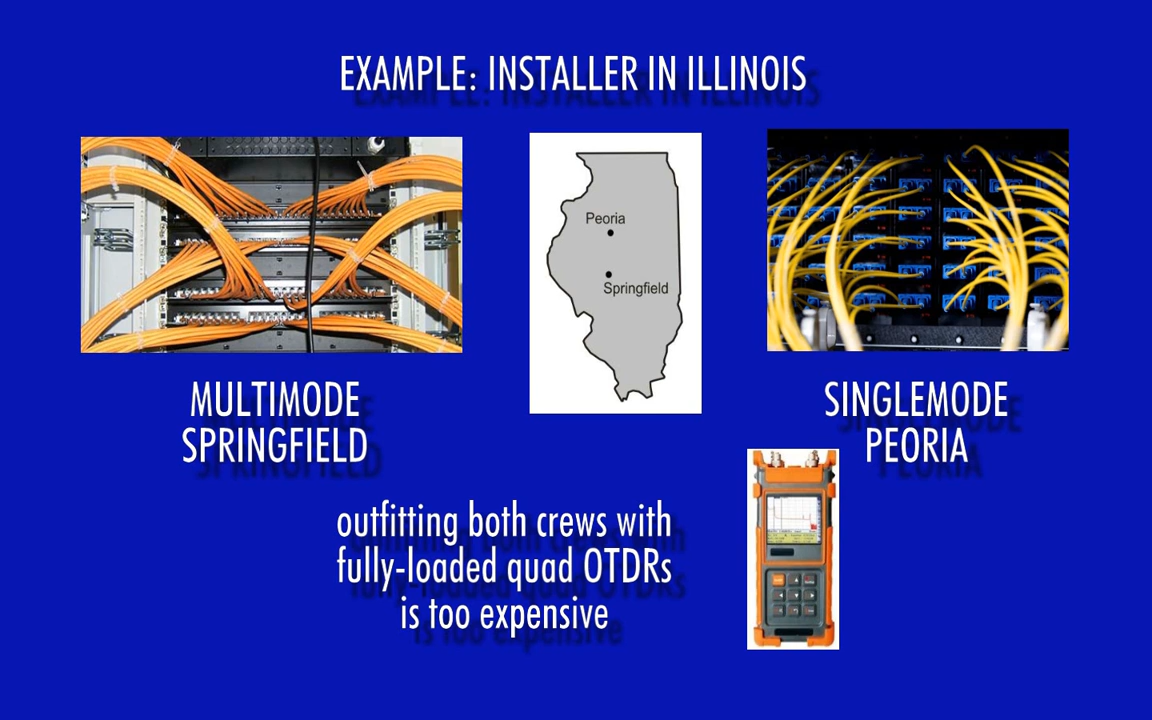 EXAMPLE: INSTALLER IN ILLINOIS
Peoria
Springfield
MULTIMODE
SPRINGFIELD
SINGLEMODE
PEORIA
outfitting both crews with
fully-loaded quad OTDRs
is too expensive